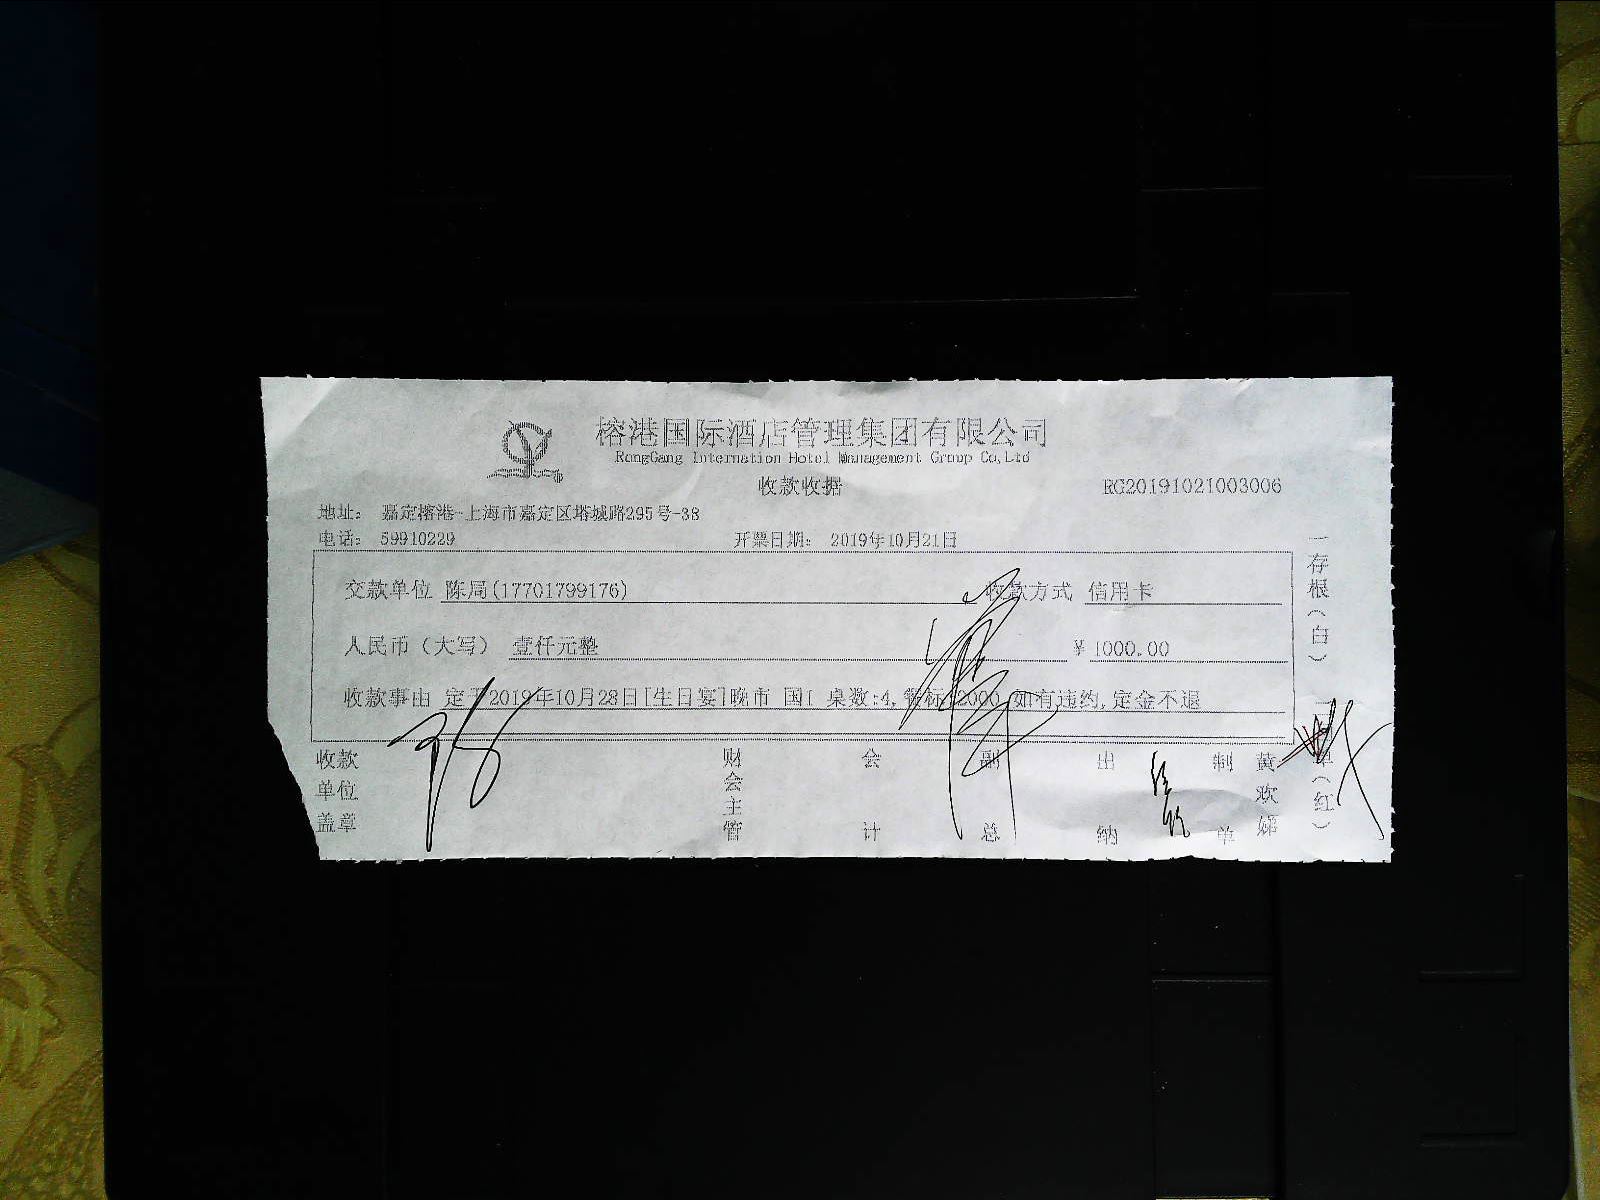 榕港国际酒店管理集团有限公司
RongGang Internation Hotel Management Group Co,Ltd
收款收据 RC20191021003006
地址: 嘉定榕港-上海市嘉定区塔城路295号-38
电话: 59910229 开票日期: 2019年10月21日
交款单位 陈局(17701799176) 收款方式 信用卡
人民币(大写) 壹仟元整 ¥ 1000.00
收款事由 定于2019年10月28日[生日宴]晚市 国1 桌数:4,餐标:2000,如有违约,定金不退
收款单位盖章 财会主管 会计 副总 出纳 制单 黄欢娣
一存根(白)
(红)